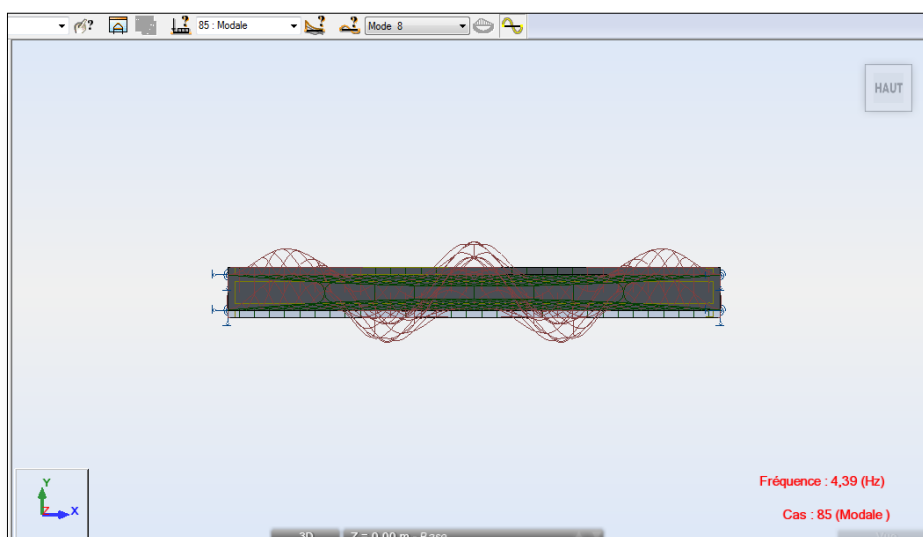 85 : Modale Mode 8
HAUT
Fréquence : 4,39 (Hz)
Y
Z X
Cas : 85 (Modale )
3D Z = 0.00 m - Base